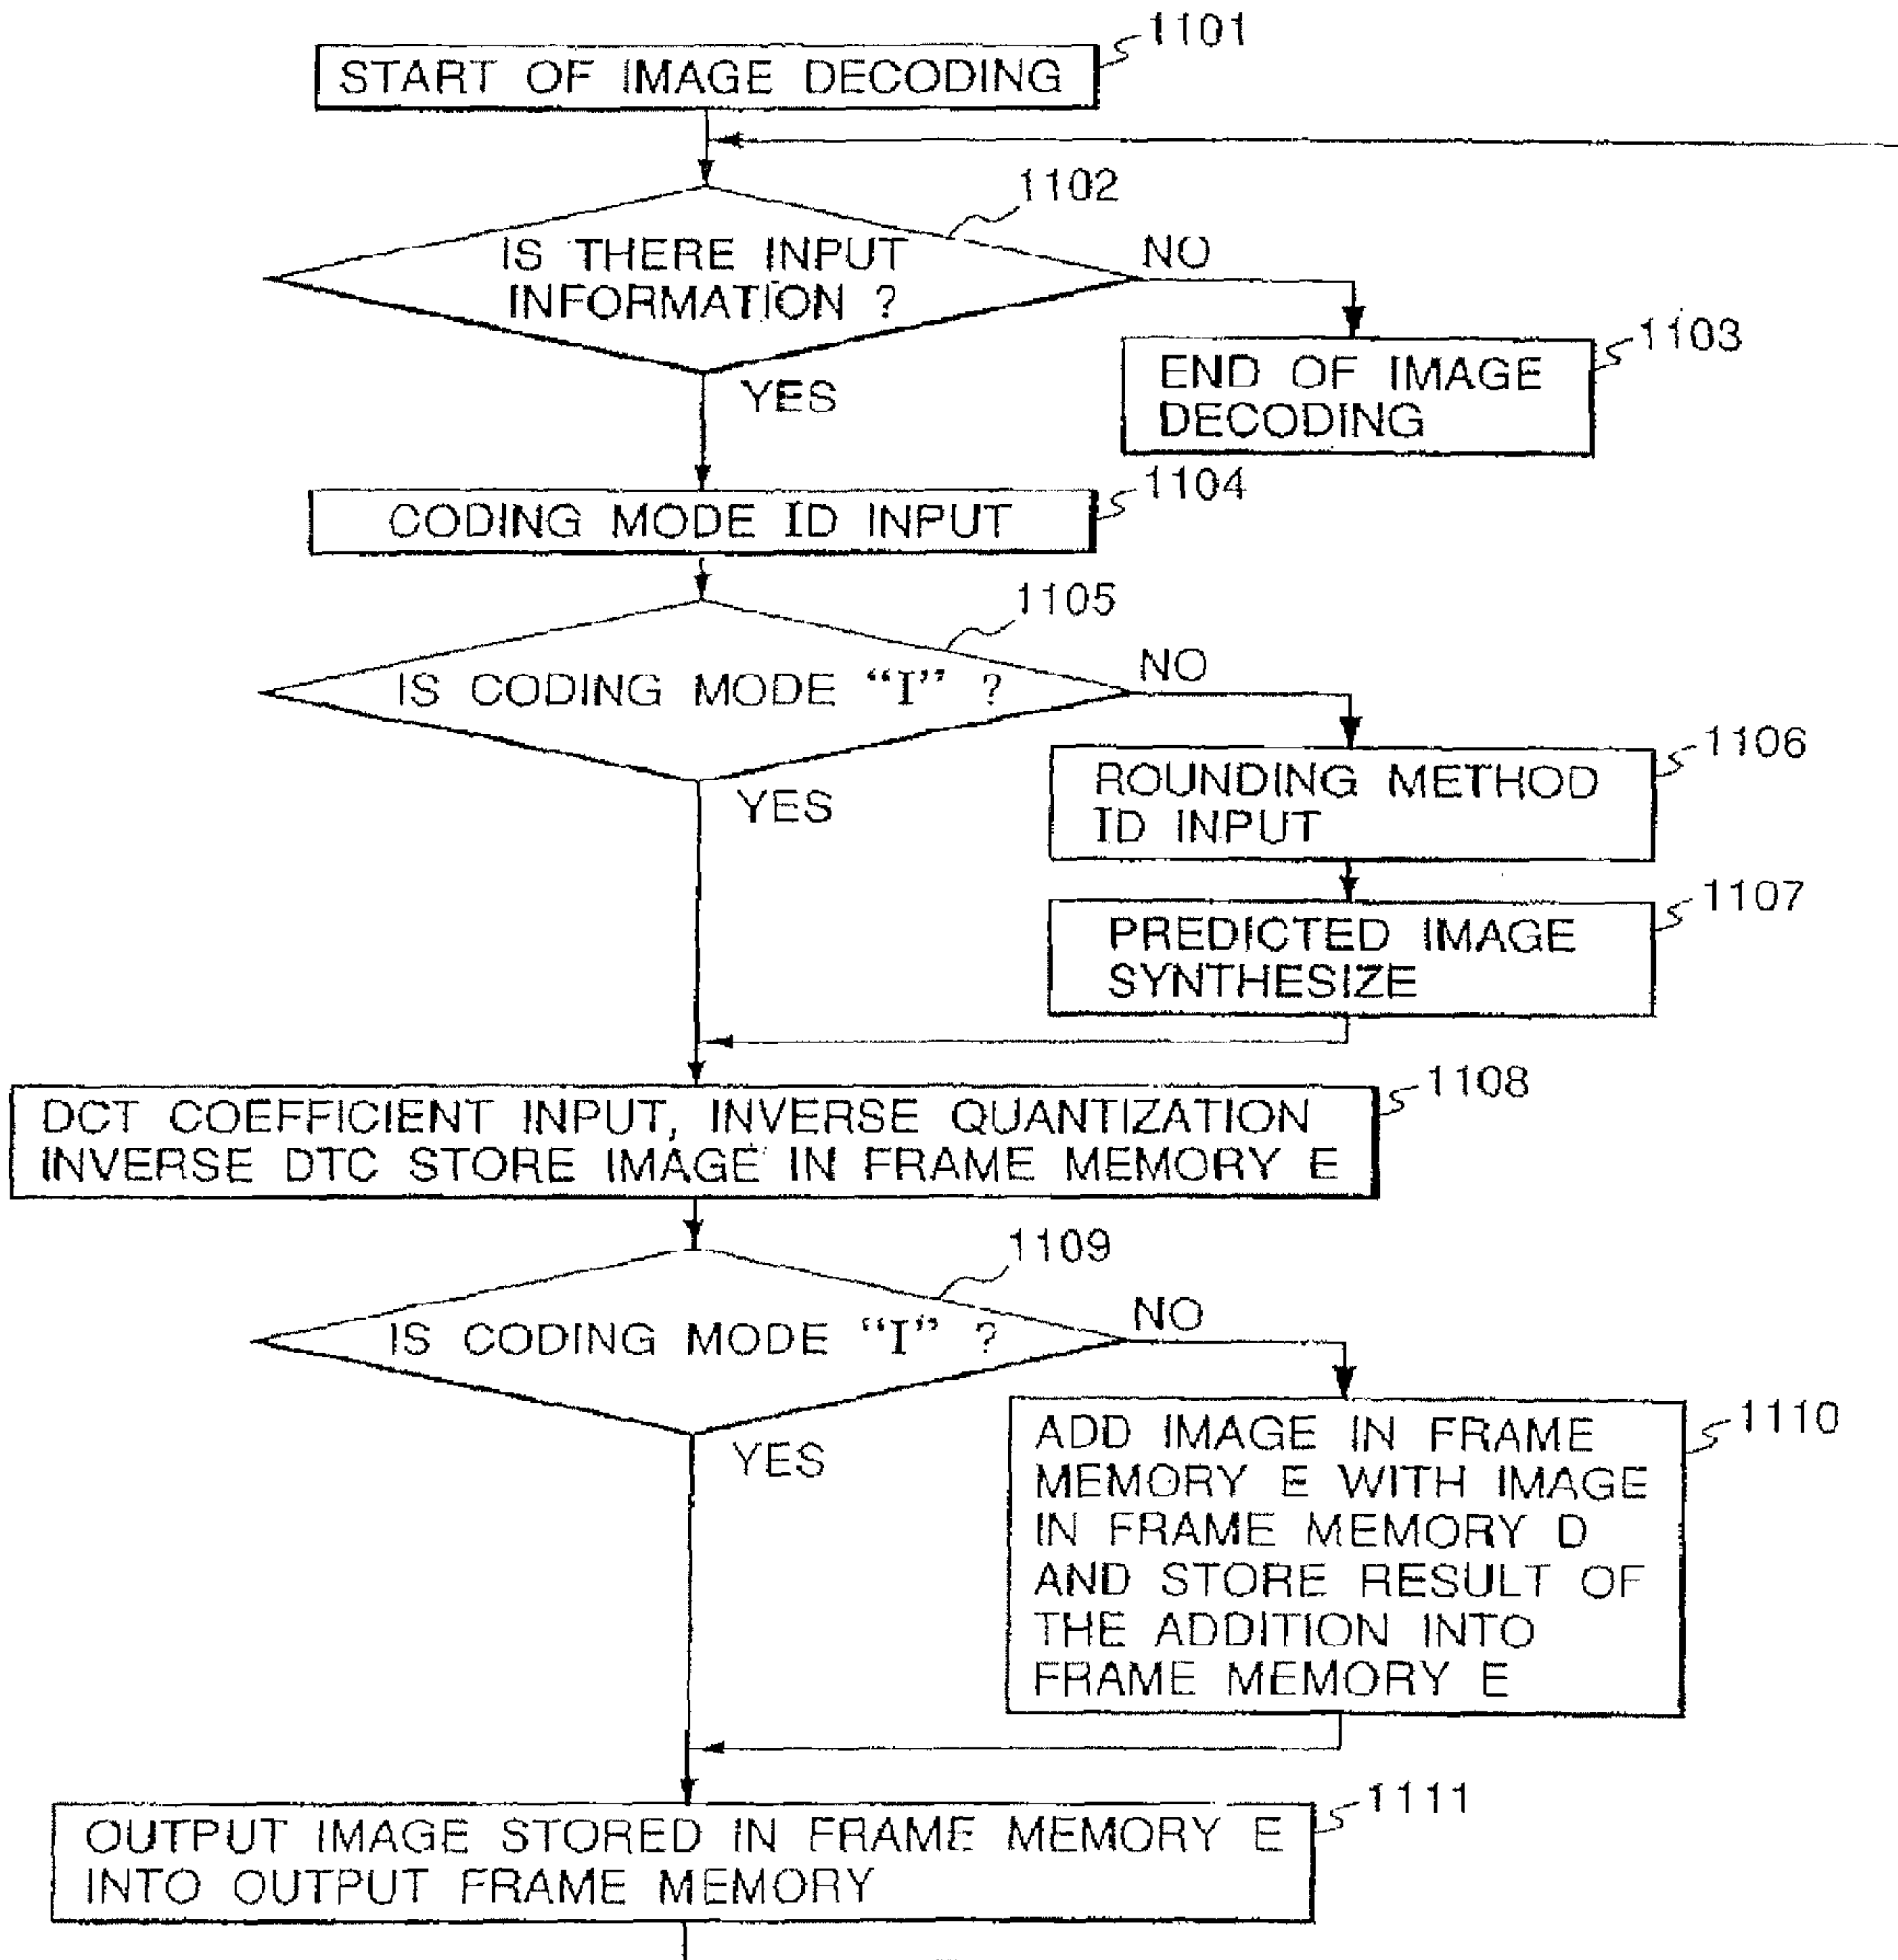 1101
START OF IMAGE DECODING
1102
IS THERE INPUT
INFORMATION ?
NO
YES
1103
END OF IMAGE
DECODING
1104
CODING MODE ID INPUT
1105
IS CODING MODE “I” ?
NO
YES
1106
ROUNDING METHOD
ID INPUT
1107
PREDICTED IMAGE
SYNTHESIZE
1108
DCT COEFFICIENT INPUT, INVERSE QUANTIZATION
INVERSE DTC STORE IMAGE IN FRAME MEMORY E
1109
IS CODING MODE “I” ?
NO
YES
1110
ADD IMAGE IN FRAME
MEMORY E WITH IMAGE
IN FRAME MEMORY D
AND STORE RESULT OF
THE ADDITION INTO
FRAME MEMORY E
1111
OUTPUT IMAGE STORED IN FRAME MEMORY E
INTO OUTPUT FRAME MEMORY